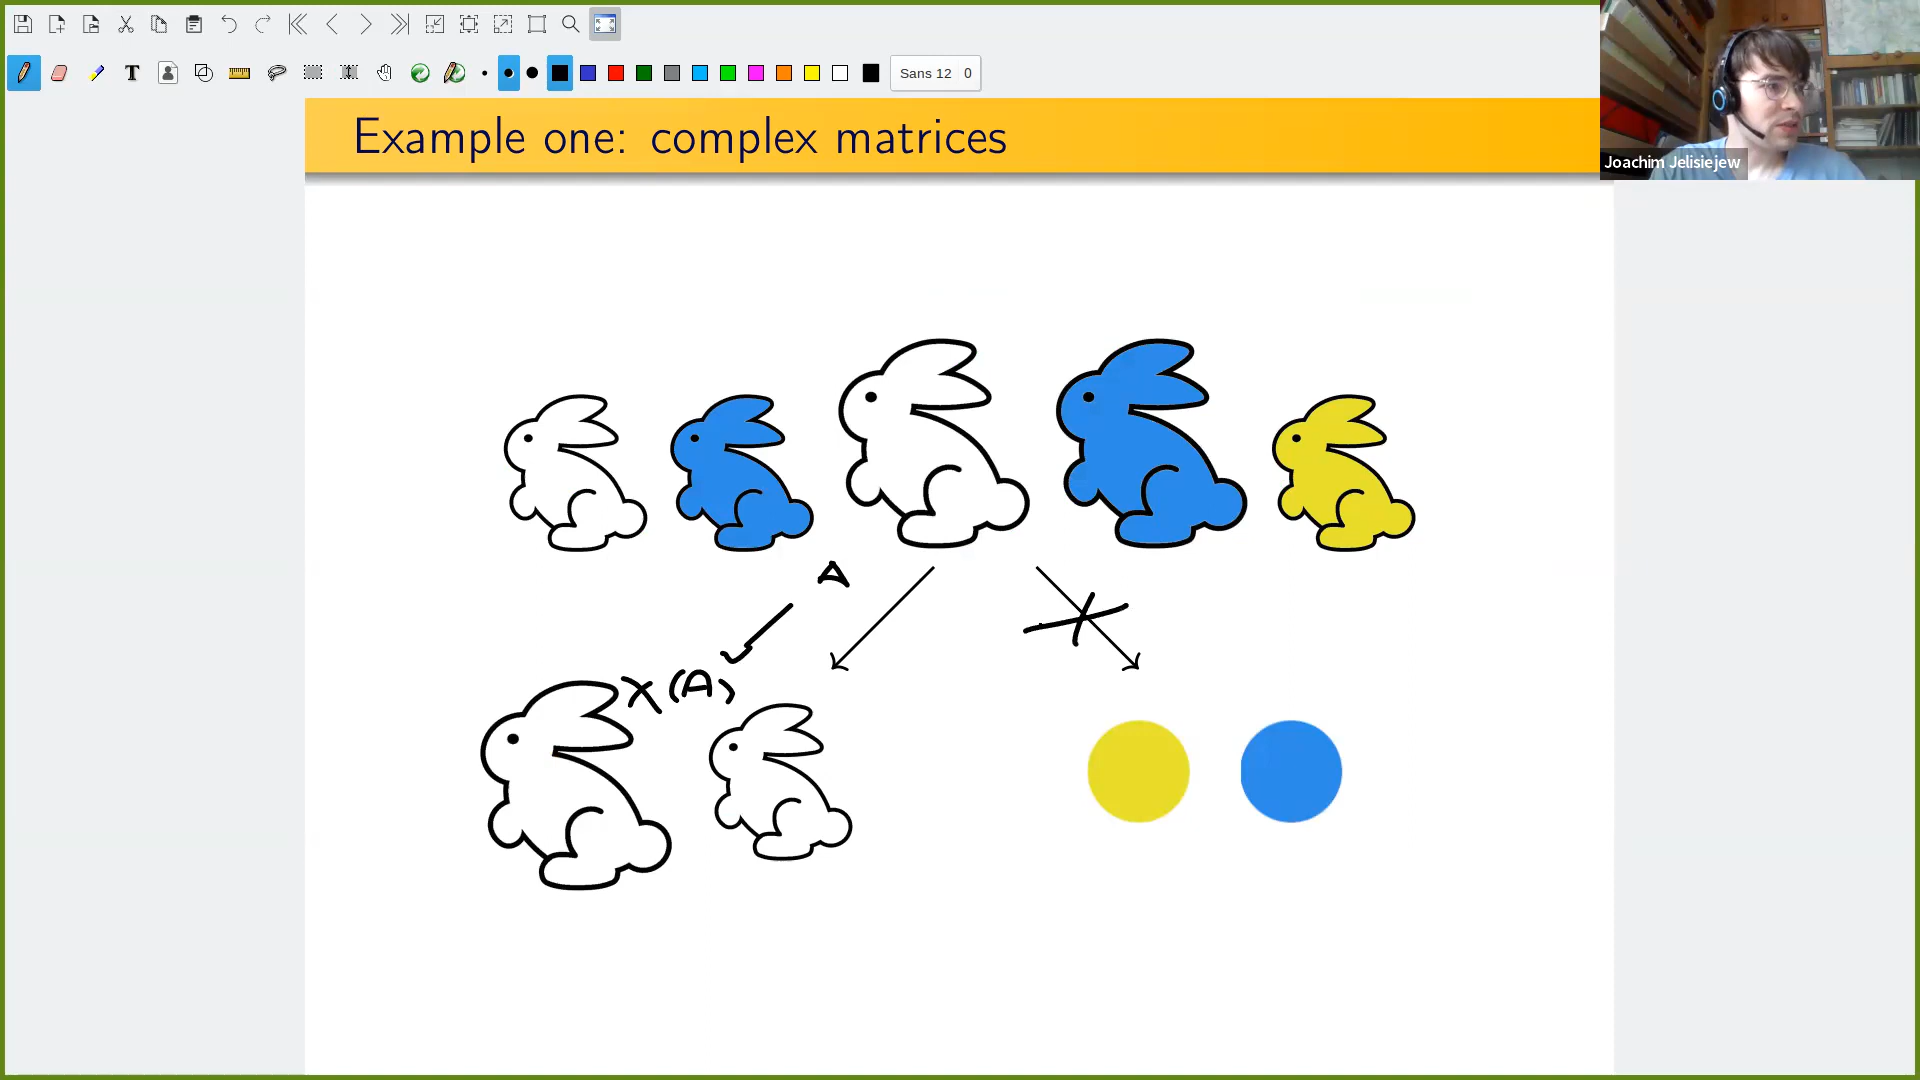 Sans 12 0
Example one: complex matrices
Joachim Jelisiejew
A
X(A)